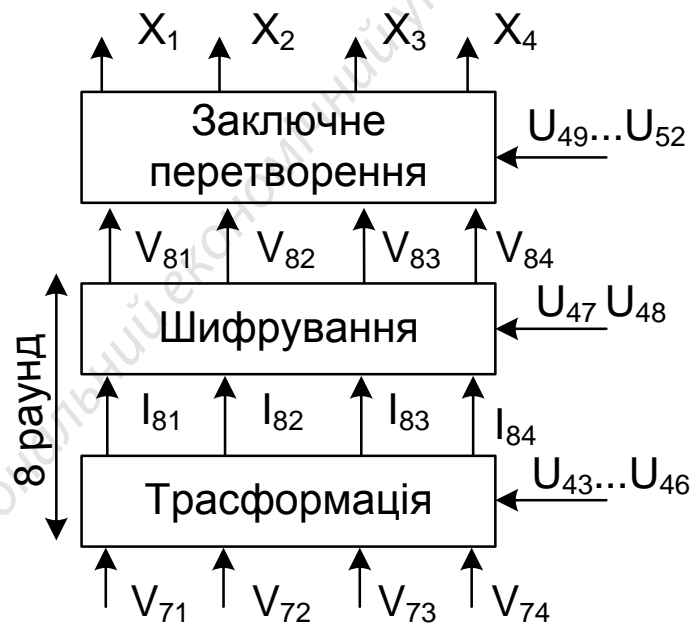 X₁ X₂ X₃ X₄
Заключне
перетворення
U₄₉...U₅₂
V₈₁ V₈₂ V₈₃ V₈₄
8 раунд
Шифрування
U₄₇ U₄₈
I₈₁ I₈₂ I₈₃ I₈₄
Трасформація
U₄₃...U₄₆
V₇₁ V₇₂ V₇₃ V₇₄
економічний